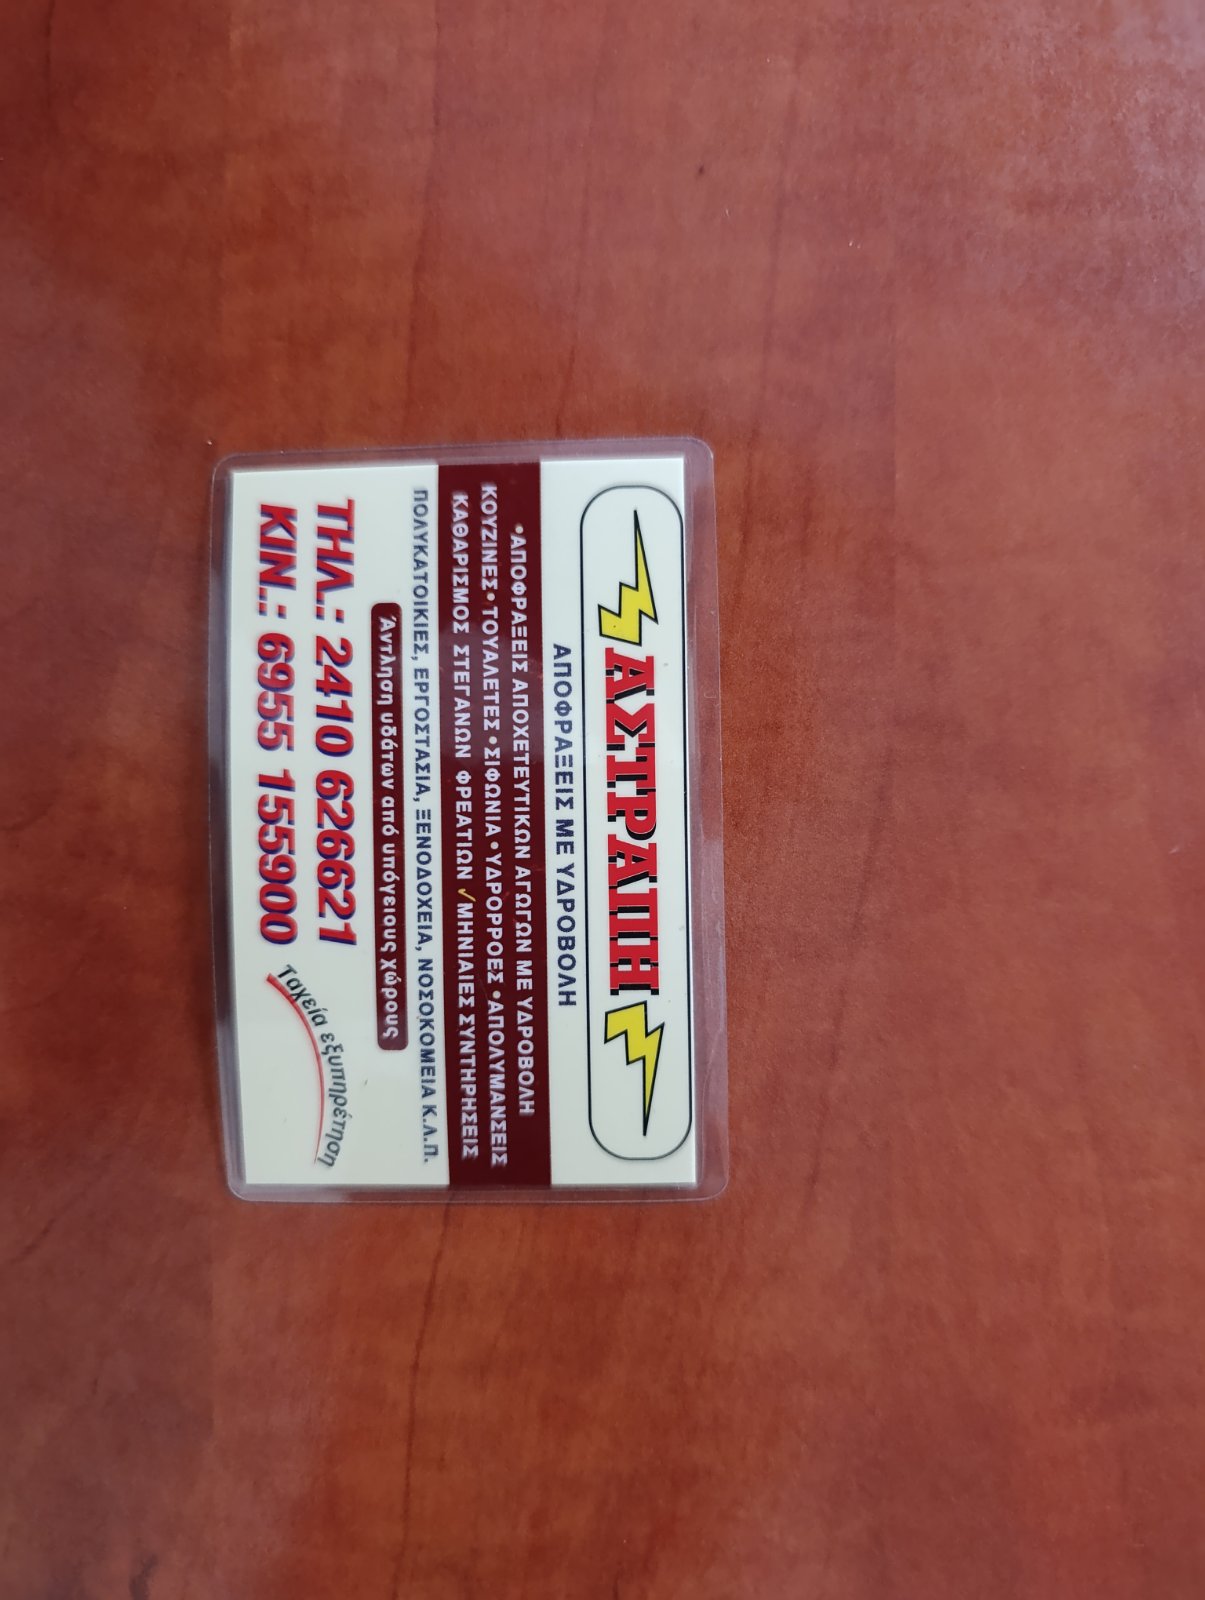 ΑΣΤΡΑΠΗ
ΑΠΟΦΡΑΞΕΙΣ ΜΕ ΥΔΡΟΒΟΛΗ
•ΑΠΟΦΡΑΞΕΙΣ ΑΠΟΧΕΤΕΥΤΙΚΩΝ ΑΓΩΓΩΝ ΜΕ ΥΔΡΟΒΟΛΗ
ΚΟΥΖΙΝΕΣ • ΤΟΥΑΛΕΤΕΣ • ΣΙΦΩΝΙΑ • ΥΔΡΟΡΡΟΕΣ • ΑΠΟΛΥΜΑΝΣΕΙΣ
ΚΑΘΑΡΙΣΜΟΣ ΣΤΕΓΑΝΩΝ ΦΡΕΑΤΙΩΝ ✓ΜΗΝΙΑΙΕΣ ΣΥΝΤΗΡΗΣΕΙΣ
ΠΟΛΥΚΑΤΟΙΚΙΕΣ, ΕΡΓΟΣΤΑΣΙΑ, ΞΕΝΟΔΟΧΕΙΑ, ΝΟΣΟΚΟΜΕΙΑ Κ.Λ.Π.
Άντληση υδάτων από υπόγειους χώρους
ΤΗΛ.: 2410 626621
ΚΙΝ.: 6955 155900
Ταχεία εξυπηρέτηση